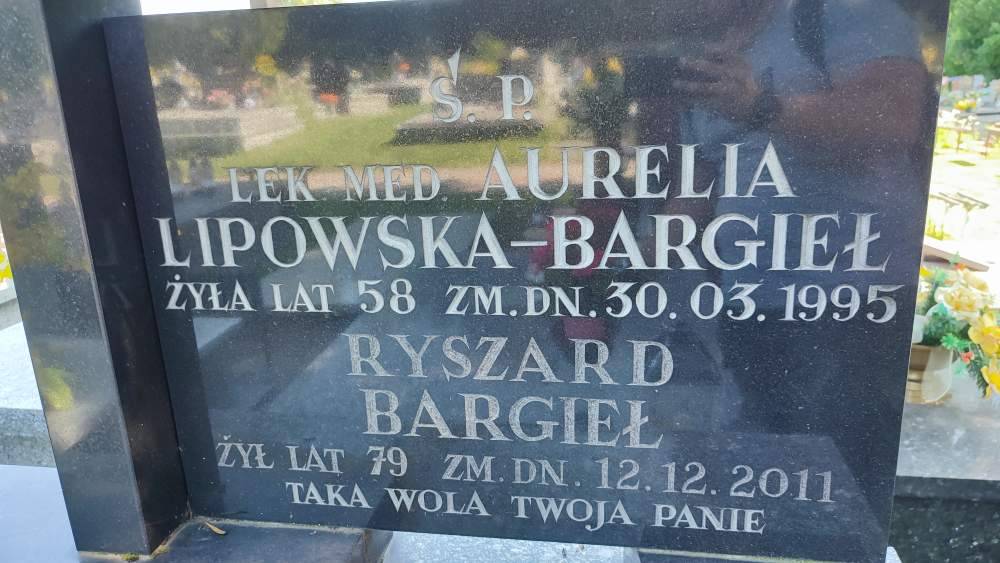 Ś.P.
LEK MED. AURELIA
LIPOWSKA-BARGIEŁ
ŻYŁA LAT 58 ZM. DN. 30. 03. 1995
RYSZARD
BARGIEŁ
ŻYŁ LAT 79 ZM. DN. 12. 12. 2011
TAKA WOLA TWOJA PANIE